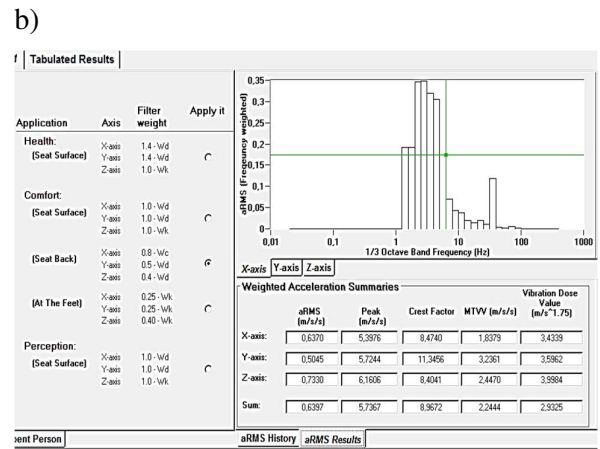 b)
Tabulated Results
Application Axis Filter weight Apply it
Health:
(Seat Surface)
X-axis 1.4 - Wd
Y-axis 1.4 - Wd
Z-axis 1.0 - Wk
Comfort:
(Seat Surface)
X-axis 1.0 - Wd
Y-axis 1.0 - Wd
Z-axis 1.0 - Wk
(Seat Back)
X-axis 0.8 - Wc
Y-axis 0.5 - Wd
Z-axis 0.4 - Wd
(At The Feet)
X-axis 0.25 - Wk
Y-axis 0.25 - Wk
Z-axis 0.40 - Wk
Perception:
(Seat Surface)
X-axis 1.0 - Wd
Y-axis 1.0 - Wd
Z-axis 1.0 - Wk
ent Person
aRMS (Freqeuncy weighted)
0,35
0,3
0,25
0,2
0,15
0,1
0,05
0
0,01 0,1 1 10 100 1000
1/3 Octave Band Frequency (Hz)
X-axis Y-axis Z-axis
Weighted Acceleration Summaries
aRMS (m/s/s) Peak (m/s/s) Crest Factor MTVV (m/s/s) Vibration Dose Value (m/s^1.75)
X-axis: 0,6370 5,3976 8,4740 1,8379 3,4339
Y-axis: 0,5045 5,7244 11,3456 3,2361 3,5962
Z-axis: 0,7330 6,1606 8,4041 2,4470 3,9984
Sum: 0,6397 5,7367 8,9672 2,2444 2,9325
aRMS History aRMS Results